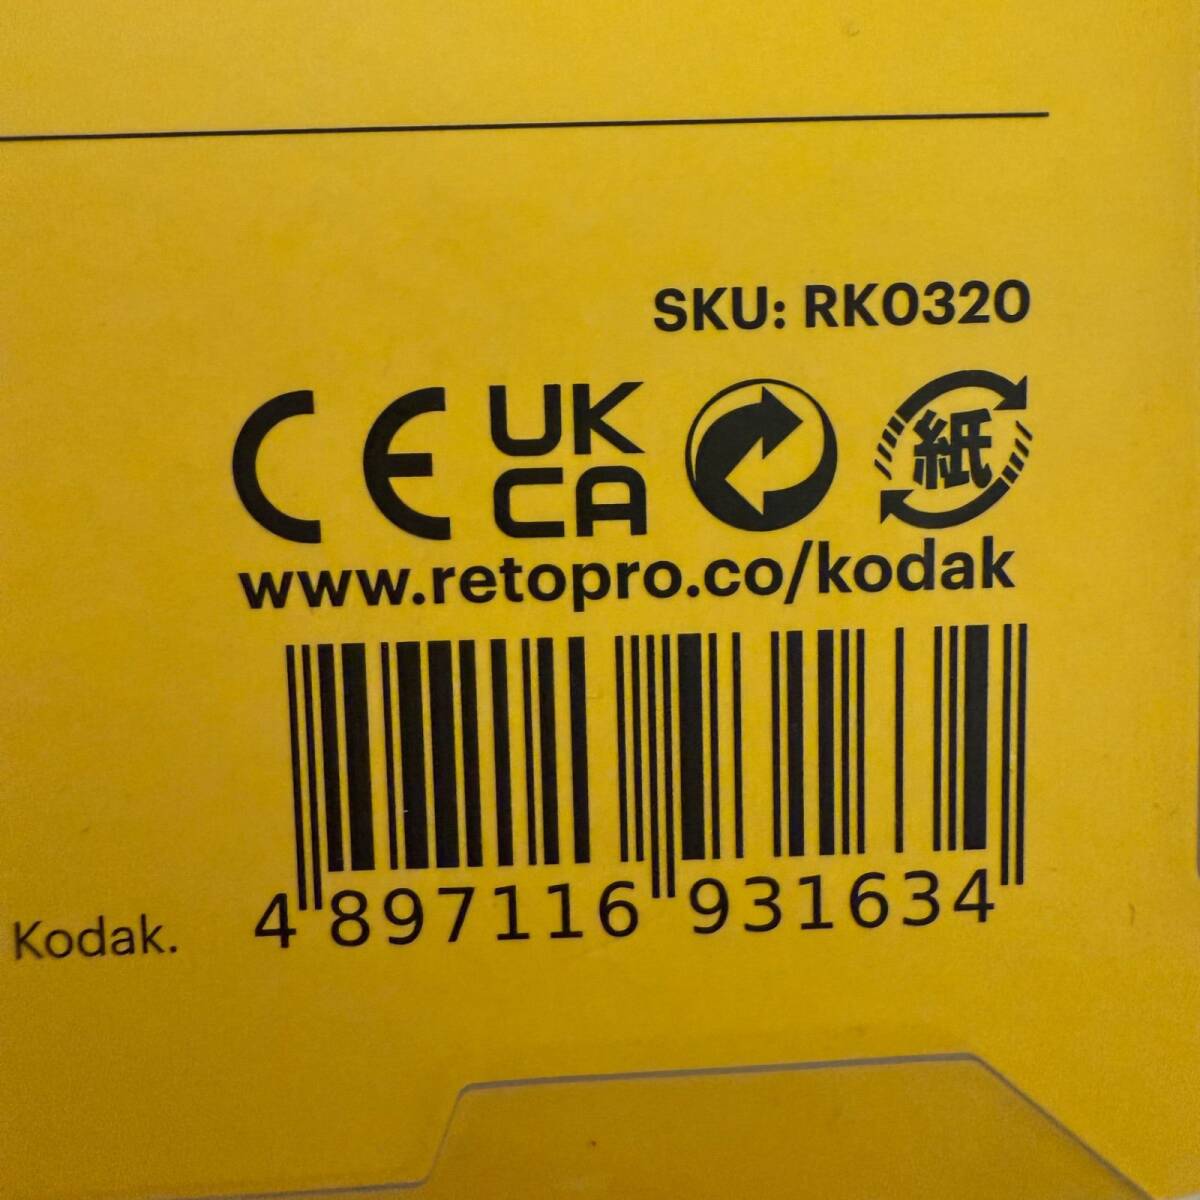 SKU: RK0320
CE UK CA 紙
www.retopro.co/kodak
4 897116 931634
Kodak.